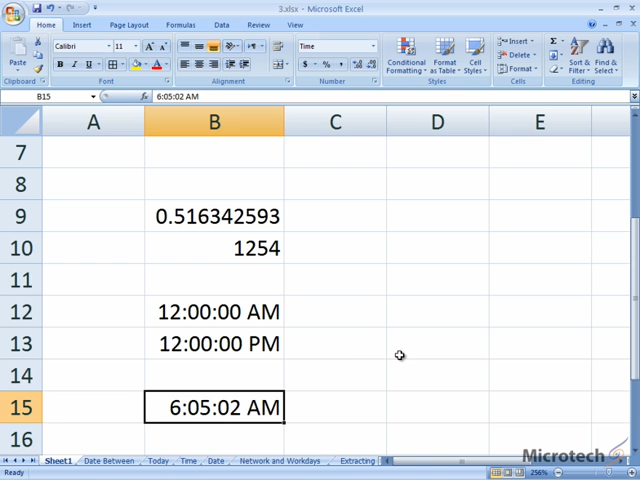 3.xlsx - Microsoft Excel
Home Insert Page Layout Formulas Data Review View
Paste
Clipboard
Calibri 11 A A
B I U A
Font
Alignment
Time
$ % ,
Number
Conditional Formatting
Format as Table
Cell Styles
Styles
Insert
Delete
Format
Cells
Σ
Sort & Filter
Find & Select
Editing
B15 fx 6:05:02 AM
A B C D E
7
8
9 0.516342593
10 1254
11
12 12:00:00 AM
13 12:00:00 PM
14
15 6:05:02 AM
16
Sheet1 Date Between Today Time Date Network and Workdays Extracting
Microtech
Ready 256%